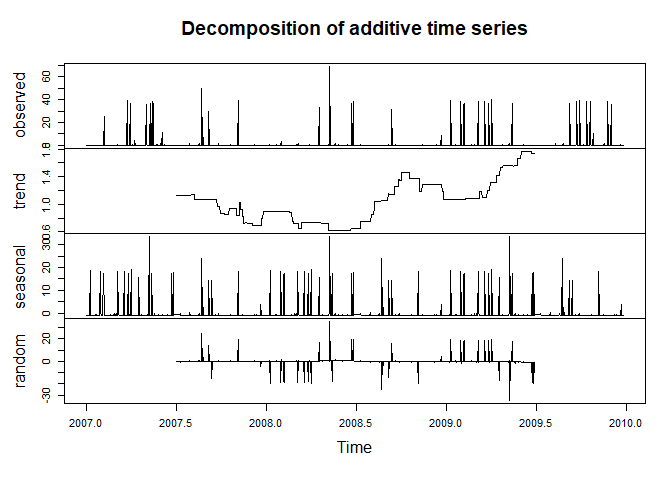 Decomposition of additive time series
observed
0 20 40 60
trend
0.6 1.0 1.4
seasonal
0 10 20 30
random
-30 0 20
2007.0 2007.5 2008.0 2008.5 2009.0 2009.5 2010.0
Time